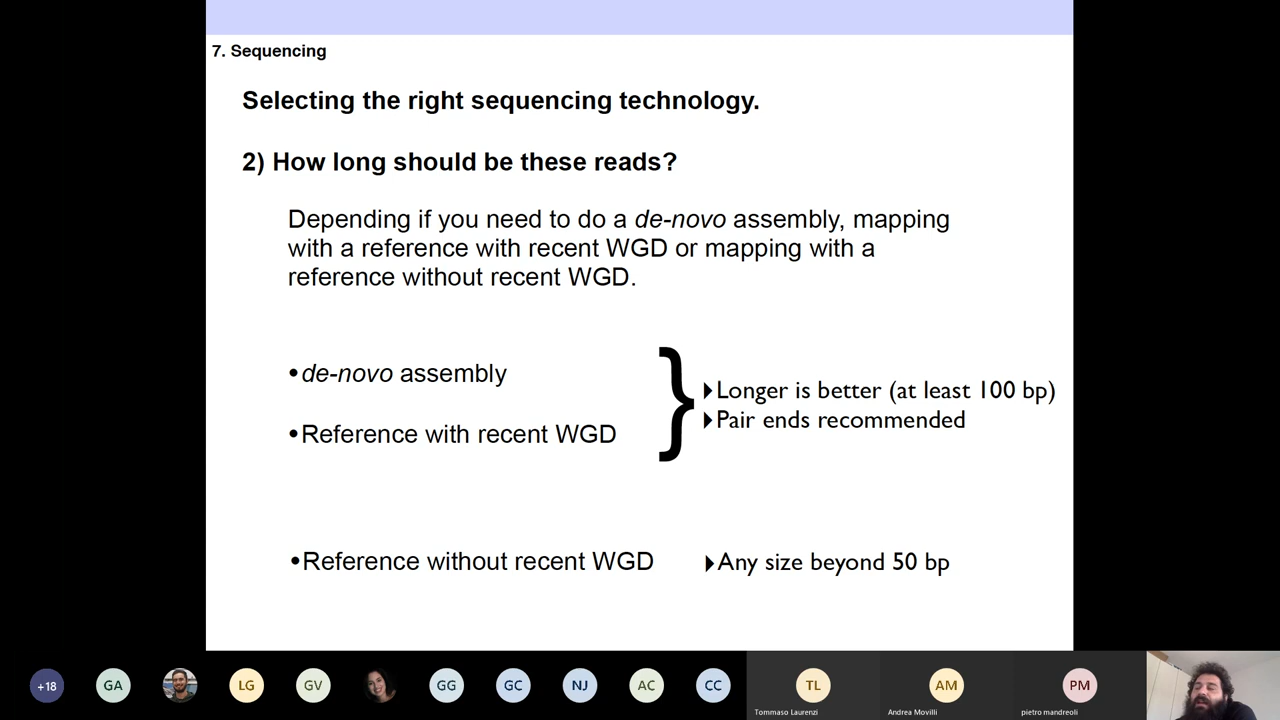 7. Sequencing
Selecting the right sequencing technology.
2) How long should be these reads?
Depending if you need to do a de-novo assembly, mapping
with a reference with recent WGD or mapping with a
reference without recent WGD.
•de-novo assembly
•Reference with recent WGD
Longer is better (at least 100 bp)
Pair ends recommended
•Reference without recent WGD
Any size beyond 50 bp
+18
GA
LG
GV
GG
GC
NJ
AC
CC
TL
Tommaso Laurenzi
AM
Andrea Movilli
PM
pietro mandreoli